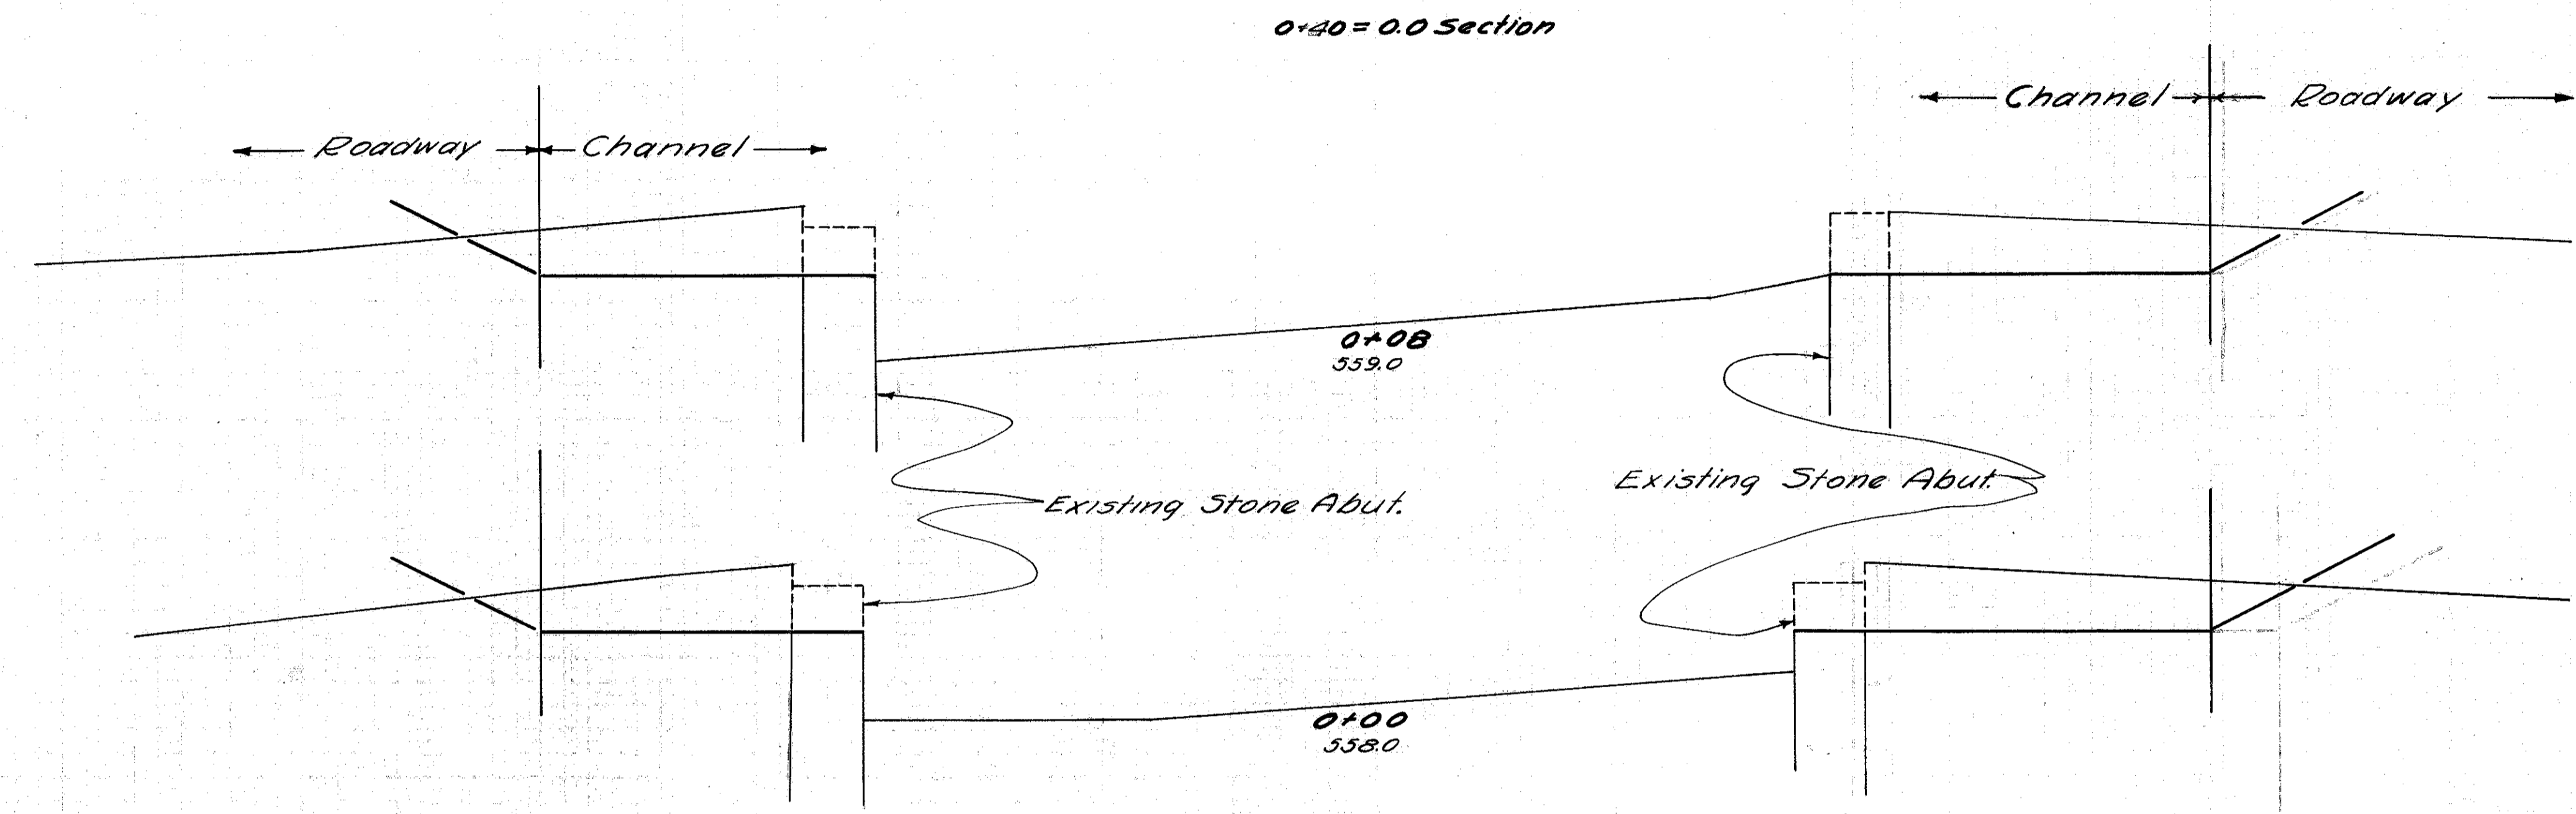 0+40 = 0.0 Section
Channel Roadway
Roadway Channel
0+08
559.0
Existing Stone Abut.
Existing Stone Abut.
0+00
558.0